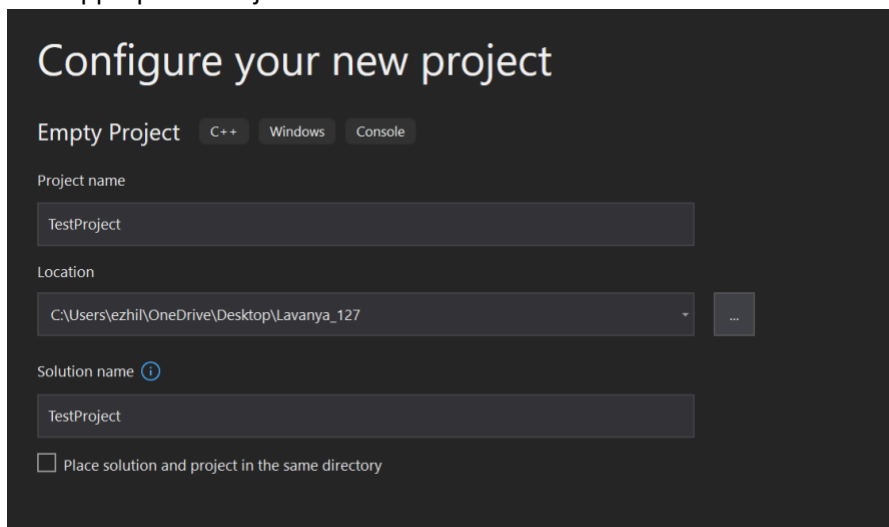 Configure your new project
Empty Project C++ Windows Console
Project name
TestProject
Location
C:\Users\ezhil\OneDrive\Desktop\Lavanya_127
...
Solution name
TestProject
Place solution and project in the same directory